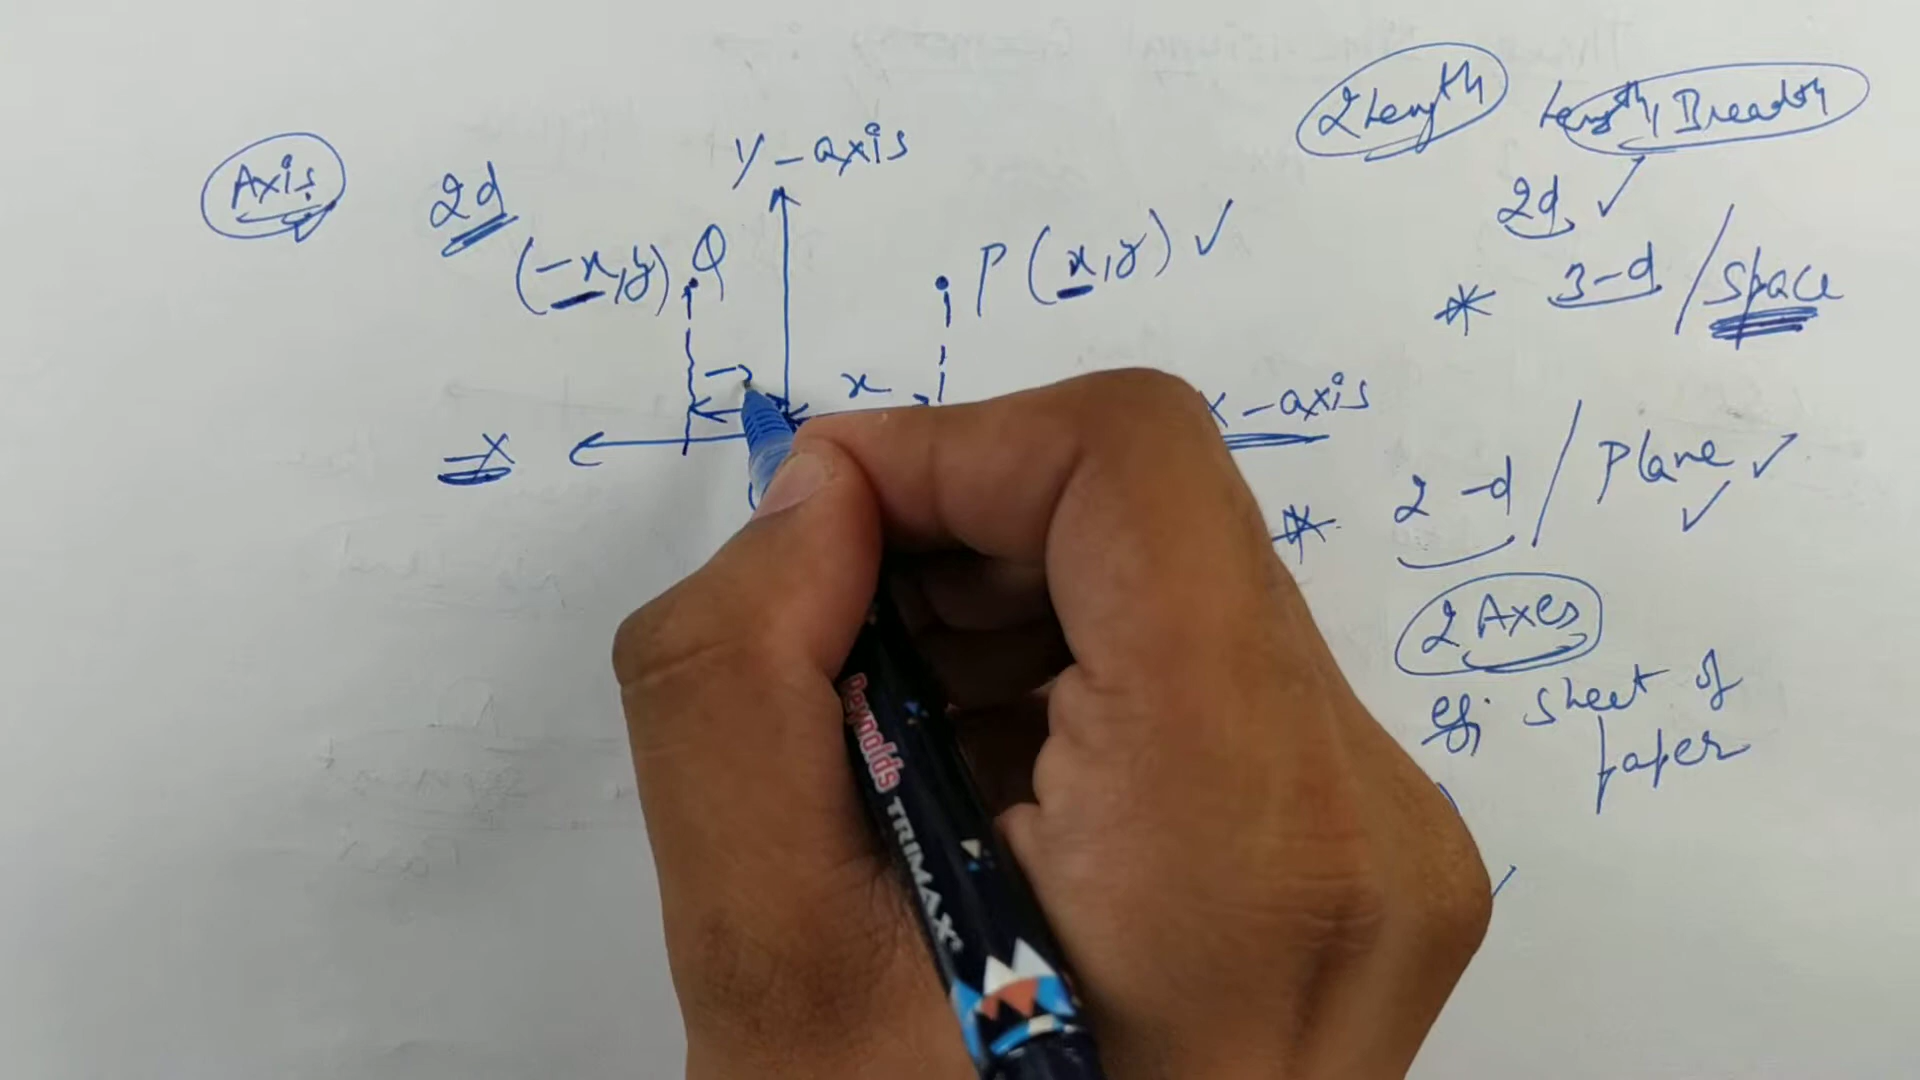 2 Length Length, Breadth
Y-axis
Axis 2d
2d ✓
(-x,y) Q P(x,y) ✓
* 3-d / Space
x
-X X-axis
2-d / Plane ✓
*
2 Axes
eg: sheet of
paper
Reynolds TRIMAX